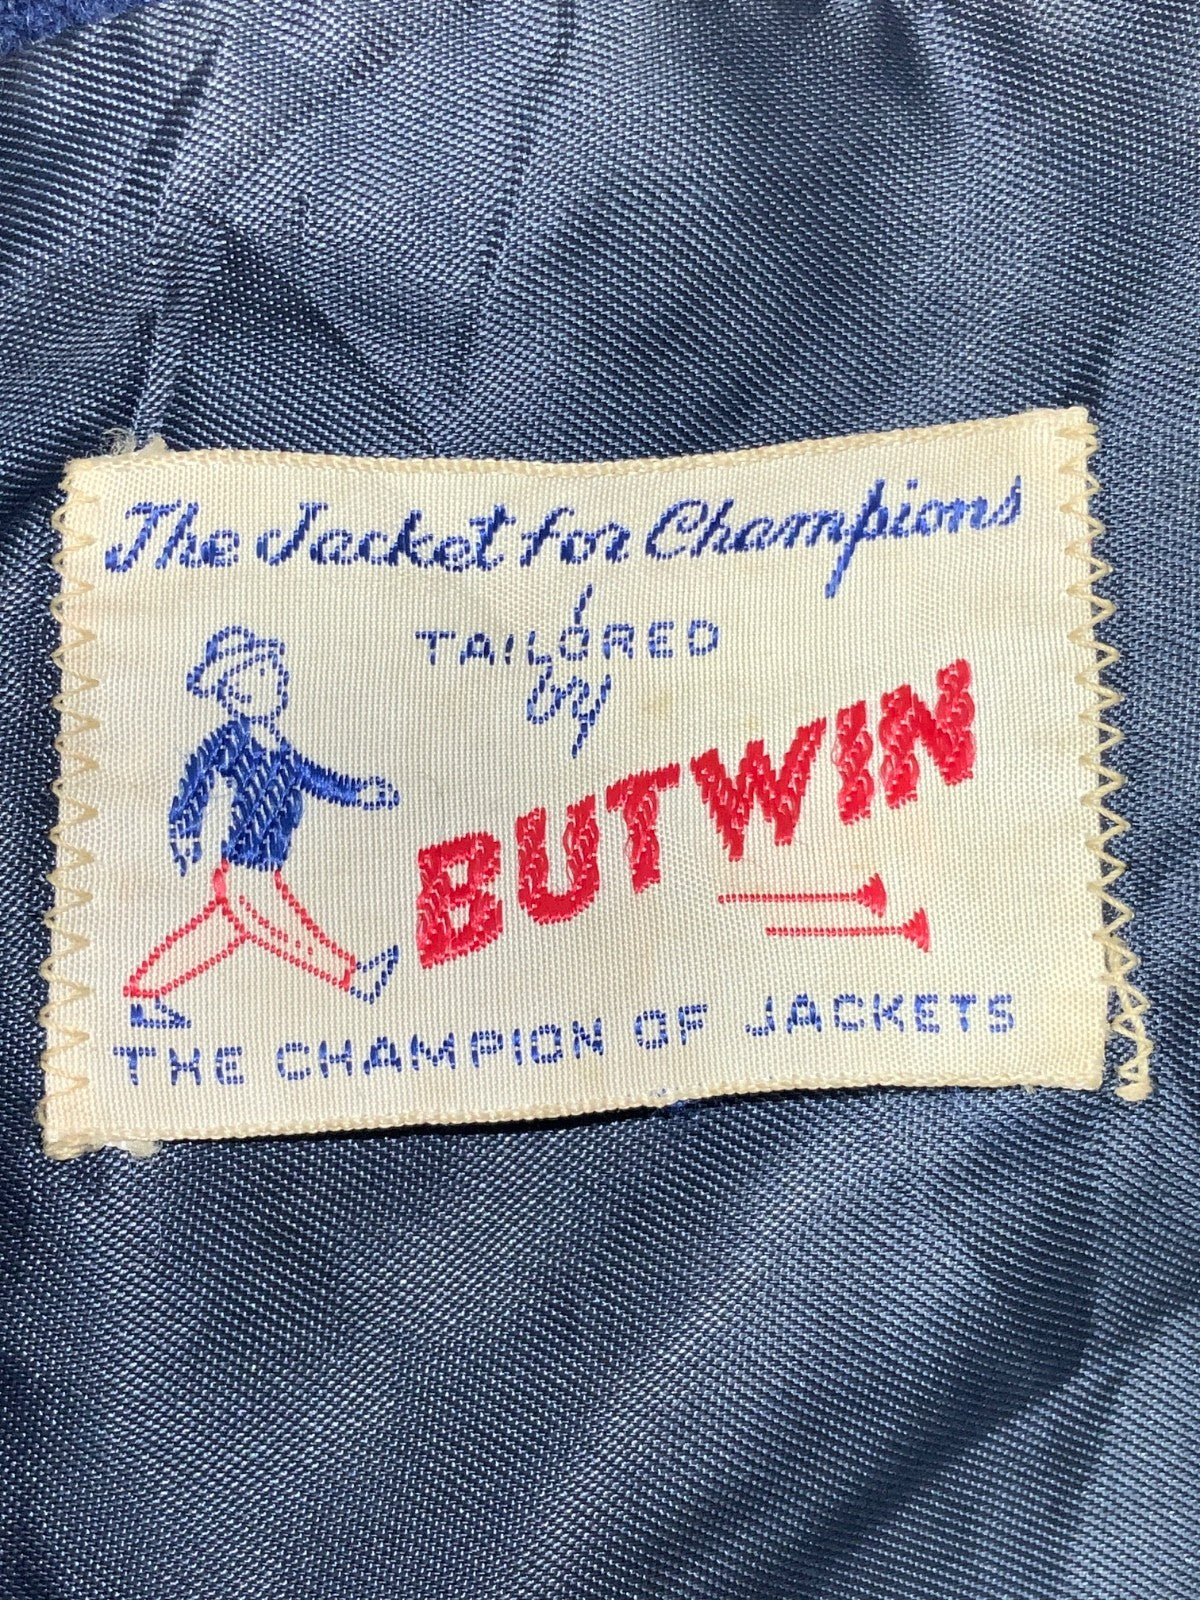 The Jacket for Champions
TAILORED
by
BUTWIN
THE CHAMPION OF JACKETS